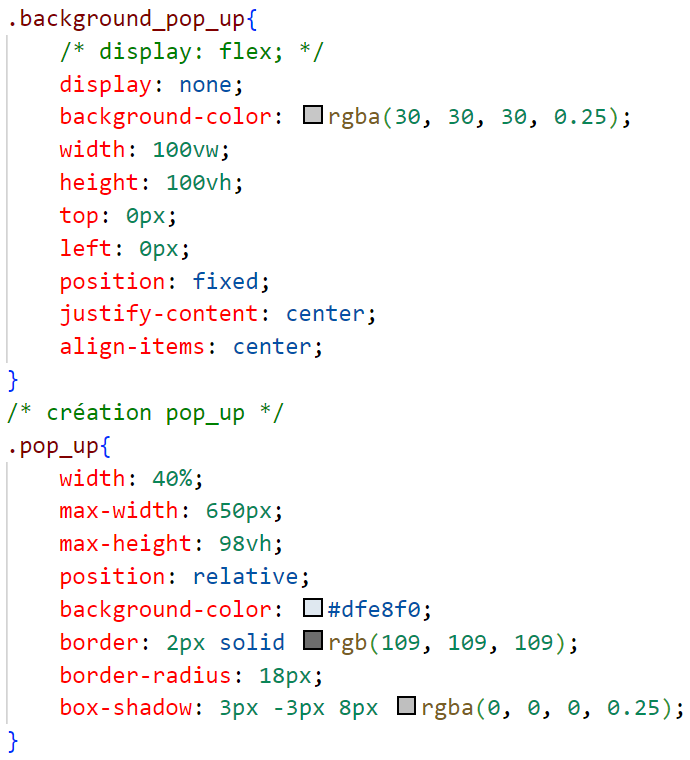 .background_pop_up{
/* display: flex; */
display: none;
background-color: rgba(30, 30, 30, 0.25);
width: 100vw;
height: 100vh;
top: 0px;
left: 0px;
position: fixed;
justify-content: center;
align-items: center;
}
/* création pop_up */
.pop_up{
width: 40%;
max-width: 650px;
max-height: 98vh;
position: relative;
background-color: #dfe8f0;
border: 2px solid rgb(109, 109, 109);
border-radius: 18px;
box-shadow: 3px -3px 8px rgba(0, 0, 0, 0.25);
}